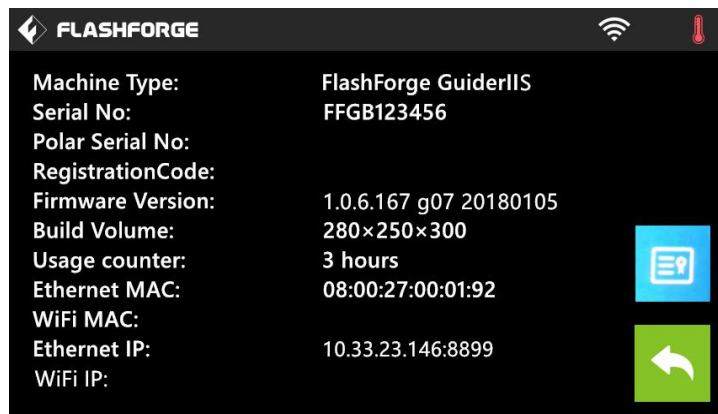 FLASHFORGE
Machine Type: FlashForge GuiderIIS
Serial No: FFGB123456
Polar Serial No:
RegistrationCode:
Firmware Version: 1.0.6.167 g07 20180105
Build Volume: 280×250×300
Usage counter: 3 hours
Ethernet MAC: 08:00:27:00:01:92
WiFi MAC:
Ethernet IP: 10.33.23.146:8899
WiFi IP: